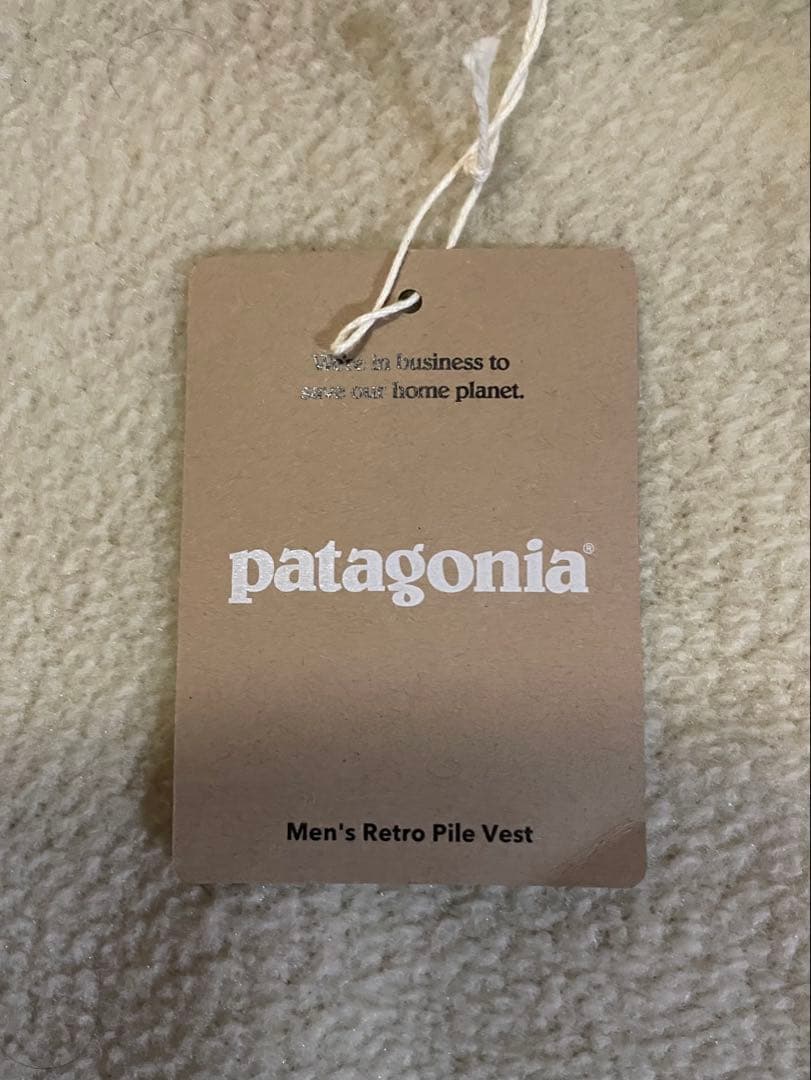 We're in business to
save our home planet.
patagonia®
Men's Retro Pile Vest